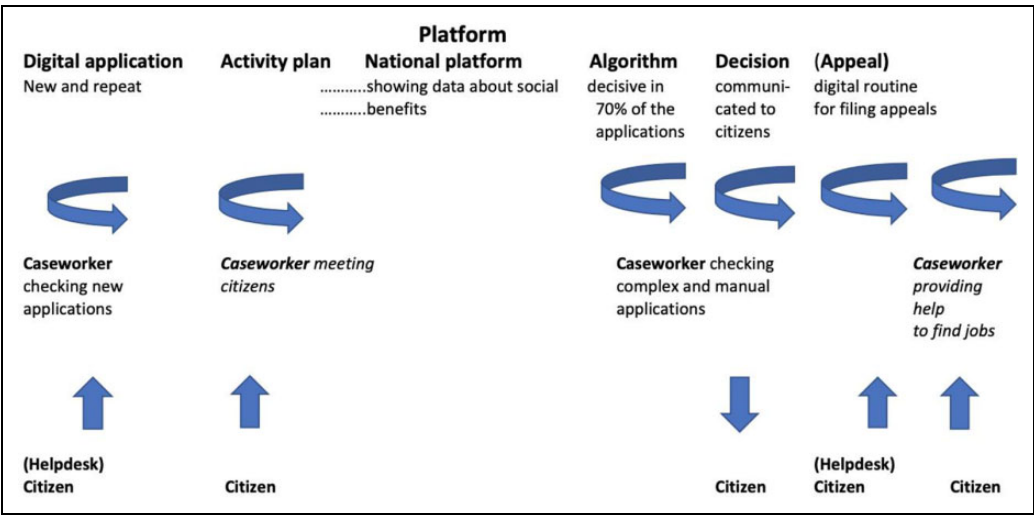 Platform
Digital application
New and repeat
Activity plan
National platform
………..showing data about social
………..benefits
Algorithm
decisive in
70% of the
applications
Decision
communi-
cated to
citizens
(Appeal)
digital routine
for filing appeals
Caseworker
checking new
applications
Caseworker meeting
citizens
Caseworker checking
complex and manual
applications
Caseworker
providing
help
to find jobs
(Helpdesk)
Citizen
Citizen
Citizen
(Helpdesk)
Citizen
Citizen